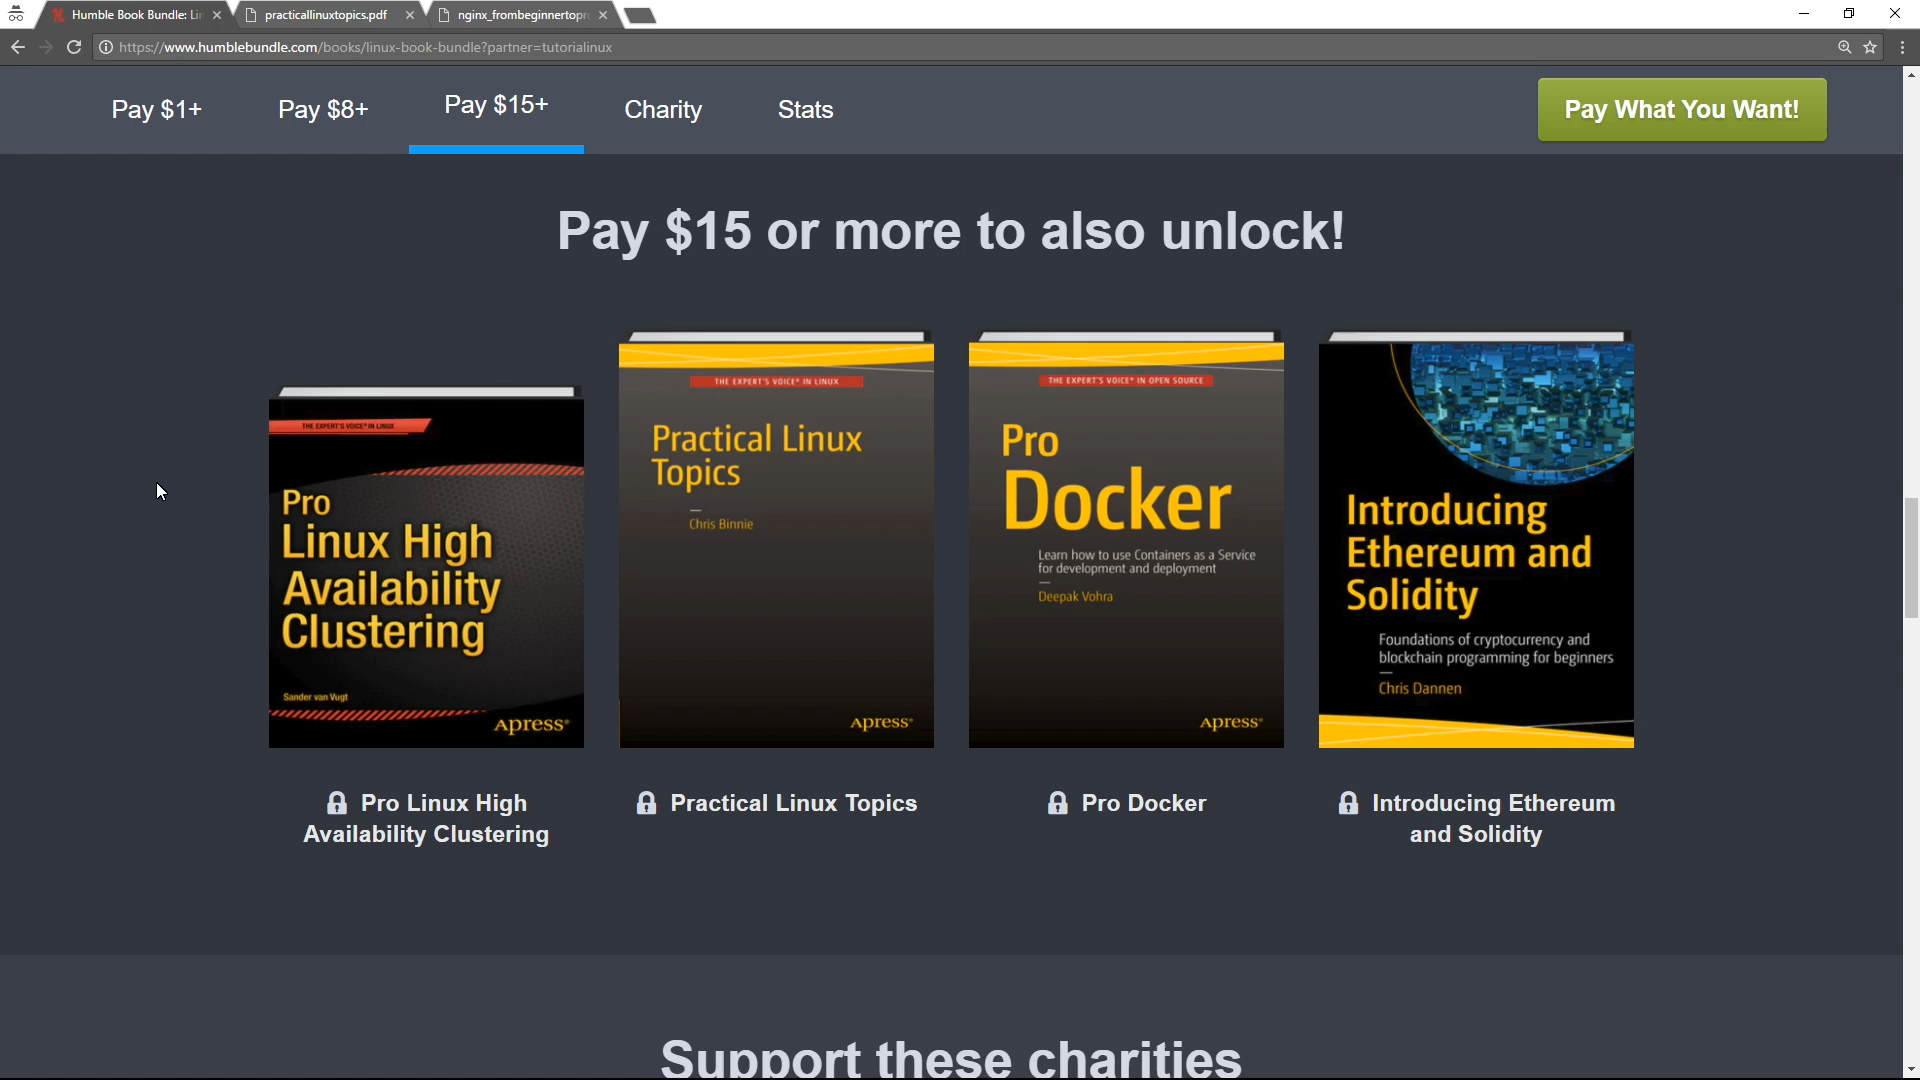 Humble Book Bundle: Li
practicallinuxtopics.pdf
nginx_frombeginnertopr
https://www.humblebundle.com/books/linux-book-bundle?partner=tutorialinux
Pay $1+
Pay $8+
Pay $15+
Charity
Stats
Pay What You Want!
Pay $15 or more to also unlock!
THE EXPERT'S VOICE® IN LINUX
Pro
Linux High
Availability
Clustering
Sander van Vugt
Apress®
THE EXPERT'S VOICE® IN LINUX
Practical Linux
Topics
—
Chris Binnie
Apress®
THE EXPERT'S VOICE® IN OPEN SOURCE
Pro
Docker
Learn how to use Containers as a Service
for development and deployment
—
Deepak Vohra
Apress®
Introducing
Ethereum and
Solidity
Foundations of cryptocurrency and
blockchain programming for beginners
—
Chris Dannen
Pro Linux High
Availability Clustering
Practical Linux Topics
Pro Docker
Introducing Ethereum
and Solidity
Support these charities